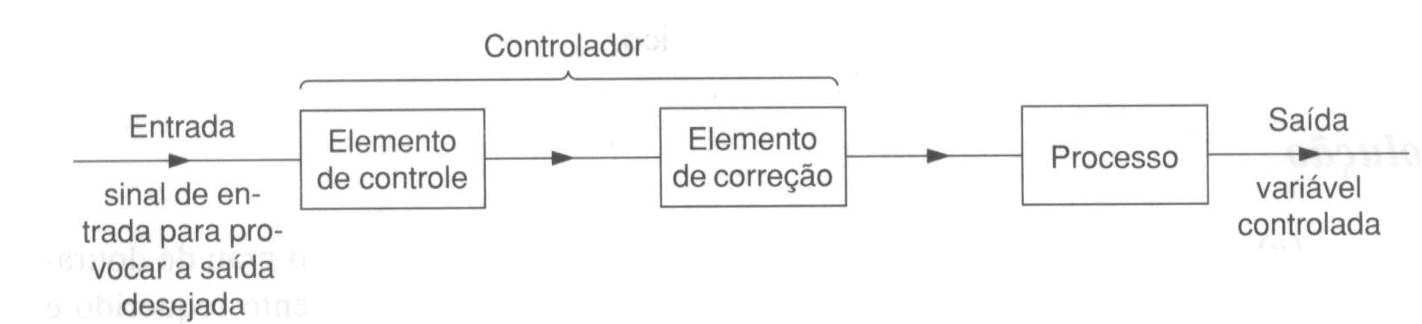 Controlador
Entrada
sinal de en-
trada para pro-
vocar a saída
desejada
Elemento
de controle
Elemento
de correção
Processo
Saída
variável
controlada